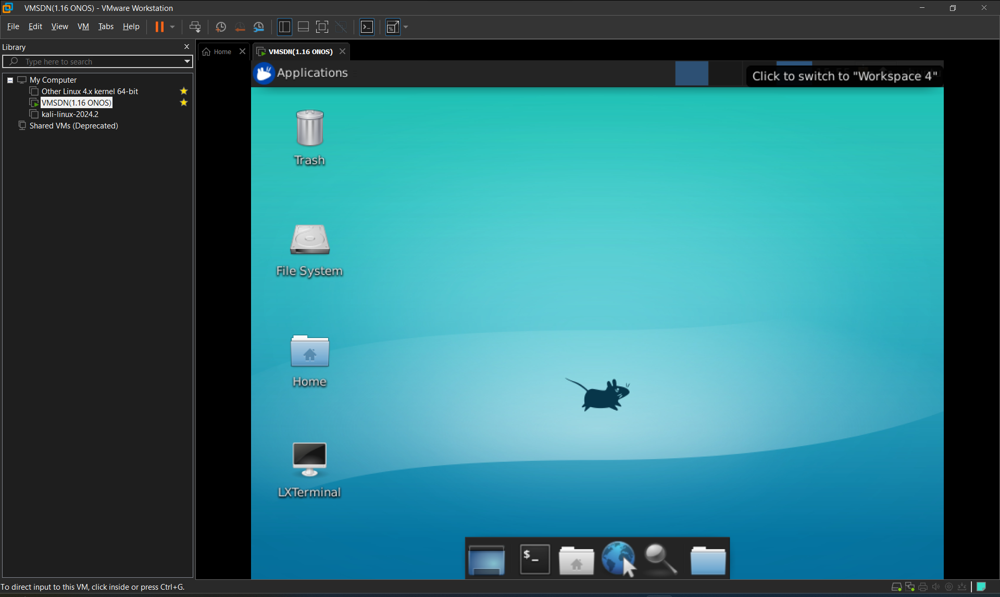 VMSDN(1.16 ONOS) - VMware Workstation
File Edit View VM Tabs Help
Library
Type here to search
My Computer
Other Linux 4.x kernel 64-bit
VMSDN(1.16 ONOS)
kali-linux-2024.2
Shared VMs (Deprecated)
Home
VMSDN(1.16 ONOS)
Applications
Click to switch to "Workspace 4"
Trash
File System
Home
LXTerminal
$_
To direct input to this VM, click inside or press Ctrl+G.